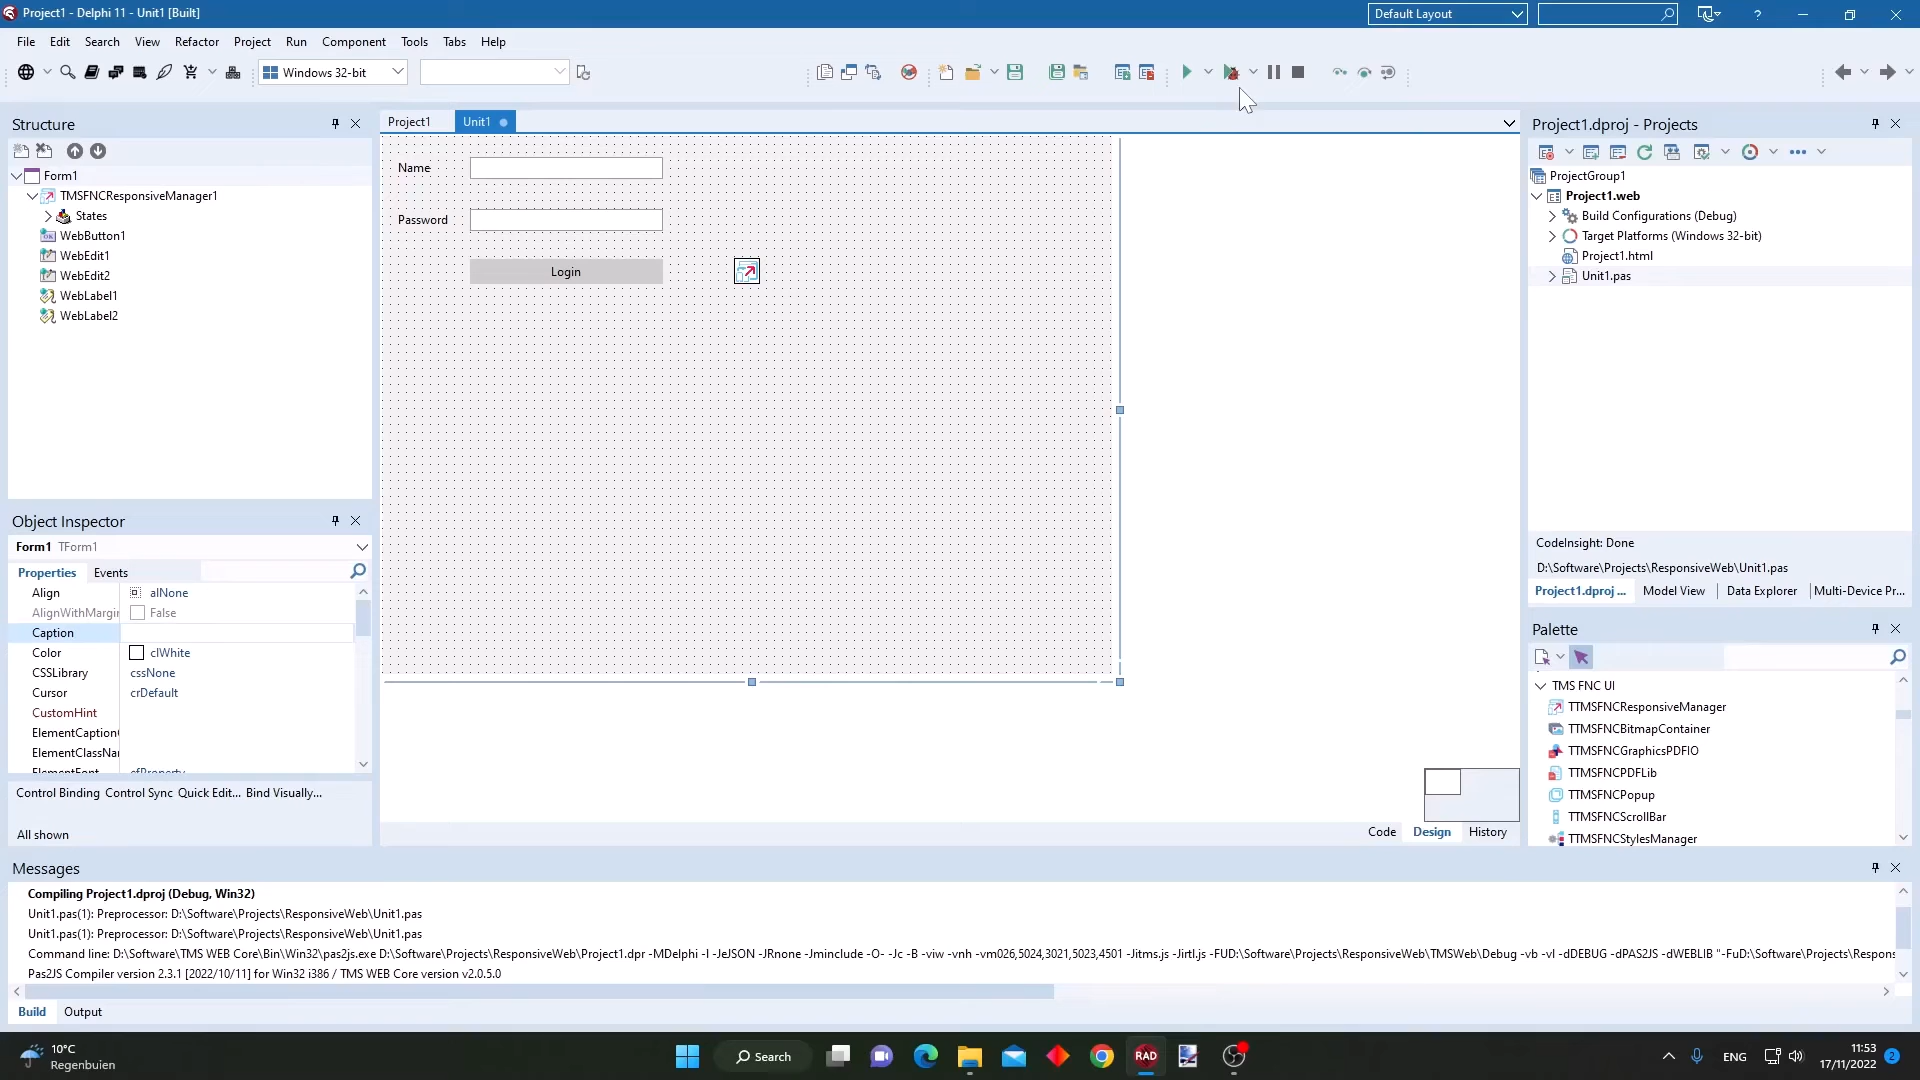 Project1 - Delphi 11 - Unit1 [Built]
Default Layout
?
File Edit Search View Refactor Project Run Component Tools Tabs Help
Windows 32-bit
Structure
Form1
TMSFNCResponsiveManager1
States
WebButton1
WebEdit1
WebEdit2
WebLabel1
WebLabel2
Object Inspector
Form1 TForm1
Properties Events
Align alNone
AlignWithMargin False
Caption
Color clWhite
CSSLibrary cssNone
Cursor crDefault
CustomHint
ElementCaption
ElementClassNa
ElementFont efProperty
Control Binding Control Sync Quick Edit... Bind Visually...
All shown
Project1 Unit1
Name
Password
Login
Code Design History
Project1.dproj - Projects
ProjectGroup1
Project1.web
Build Configurations (Debug)
Target Platforms (Windows 32-bit)
Project1.html
Unit1.pas
CodeInsight: Done
D:\Software\Projects\ResponsiveWeb\Unit1.pas
Project1.dproj ... Model View Data Explorer Multi-Device Pr...
Palette
TMS FNC UI
TTMSFNCResponsiveManager
TTMSFNCBitmapContainer
TTMSFNCGraphicsPDFIO
TTMSFNCPDFLib
TTMSFNCPopup
TTMSFNCScrollBar
TTMSFNCStylesManager
Messages
Compiling Project1.dproj (Debug, Win32)
Unit1.pas(1): Preprocessor: D:\Software\Projects\ResponsiveWeb\Unit1.pas
Unit1.pas(1): Preprocessor: D:\Software\Projects\ResponsiveWeb\Unit1.pas
Command line: D:\Software\TMS WEB Core\Bin\Win32\pas2js.exe D:\Software\Projects\ResponsiveWeb\Project1.dpr -MDelphi -I -JeJSON -JRnone -Jminclude -O- -Jc -B -viw -vnh -vm026,5024,3021,5023,4501 -Jitms.js -Jirtl.js -FUD:\Software\Projects\ResponsiveWeb\TMSWeb\Debug -vb -vl -dDEBUG -dPAS2JS -dWEBLIB "-FuD:\Software\Projects\Respons
Pas2JS Compiler version 2.3.1 [2022/10/11] for Win32 i386 / TMS WEB Core version v2.0.5.0
Build Output
10°C
Regenbuien
Search
RAD
ENG
11:53
17/11/2022
2